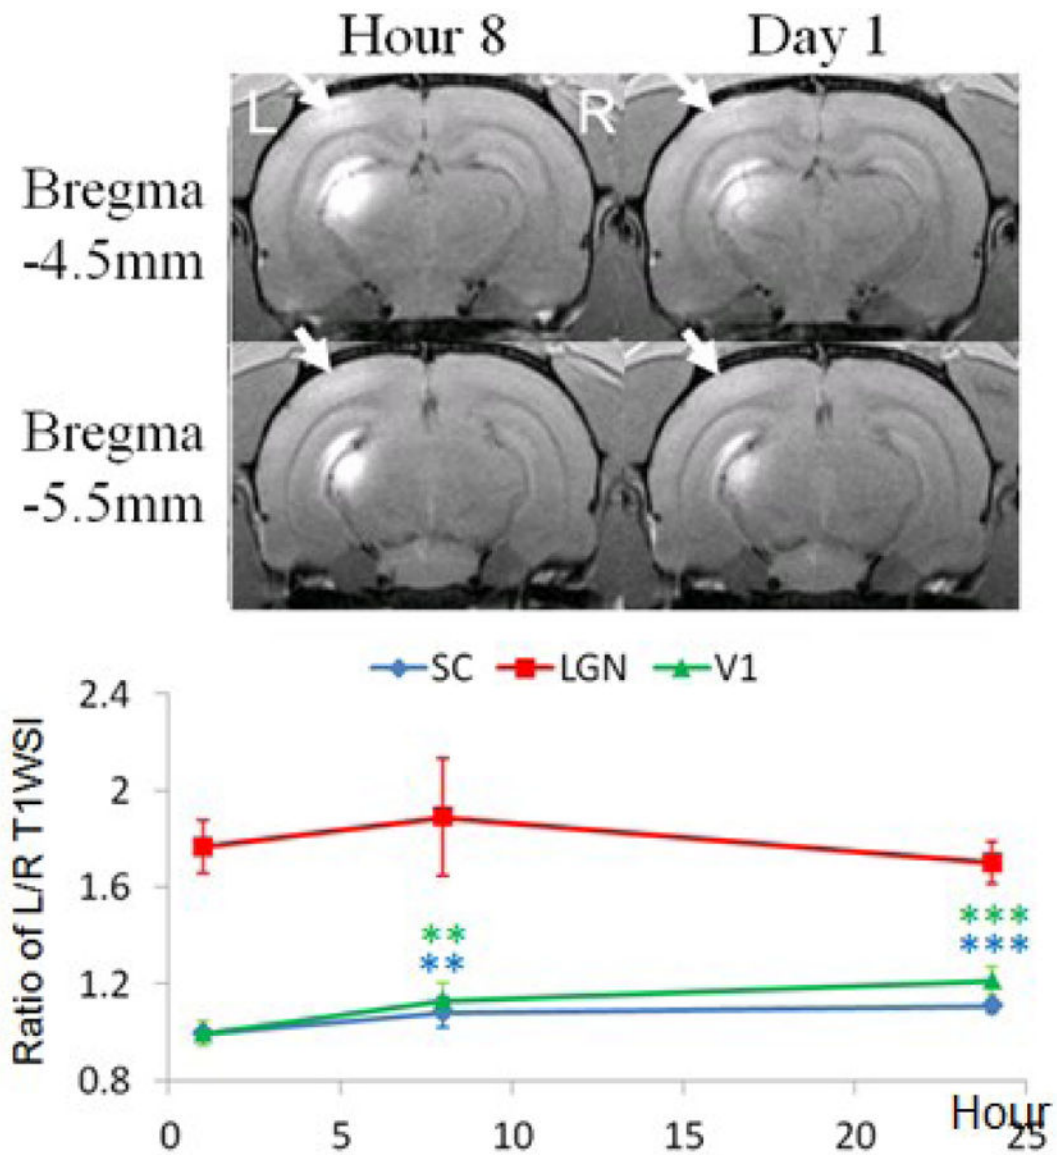 Hour 8 Day 1
L R
Bregma
-4.5mm
Bregma
-5.5mm
SC LGN V1
Ratio of L/R T1WSI
2.4
2
1.6
1.2
0.8
** ***
** ***
0 5 10 15 20 25
Hour